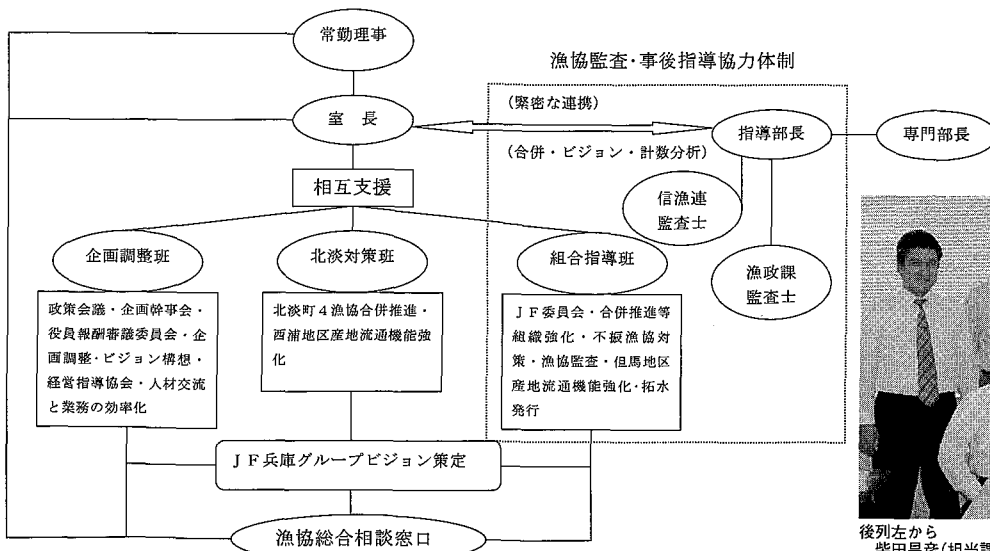 常勤理事
漁協監査・事後指導協力体制
室長
(緊密な連携)
(合併・ビジョン・計数分析)
指導部長
専門部長
相互支援
信漁連
監査士
漁政課
監査士
企画調整班
政策会議・企画幹事会・
役員報酬審議委員会・企
画調整・ビジョン構想・
経営指導協会・人材交流
と業務の効率化
北淡対策班
北淡町4漁協合併推進・
西浦地区産地流通機能強
化
組合指導班
JF委員会・合併推進等
組織強化・不振漁協対
策・漁協監査・但馬地区
産地流通機能強化・拓水
発行
JF兵庫グループビジョン策定
漁協総合相談窓口
後列左から